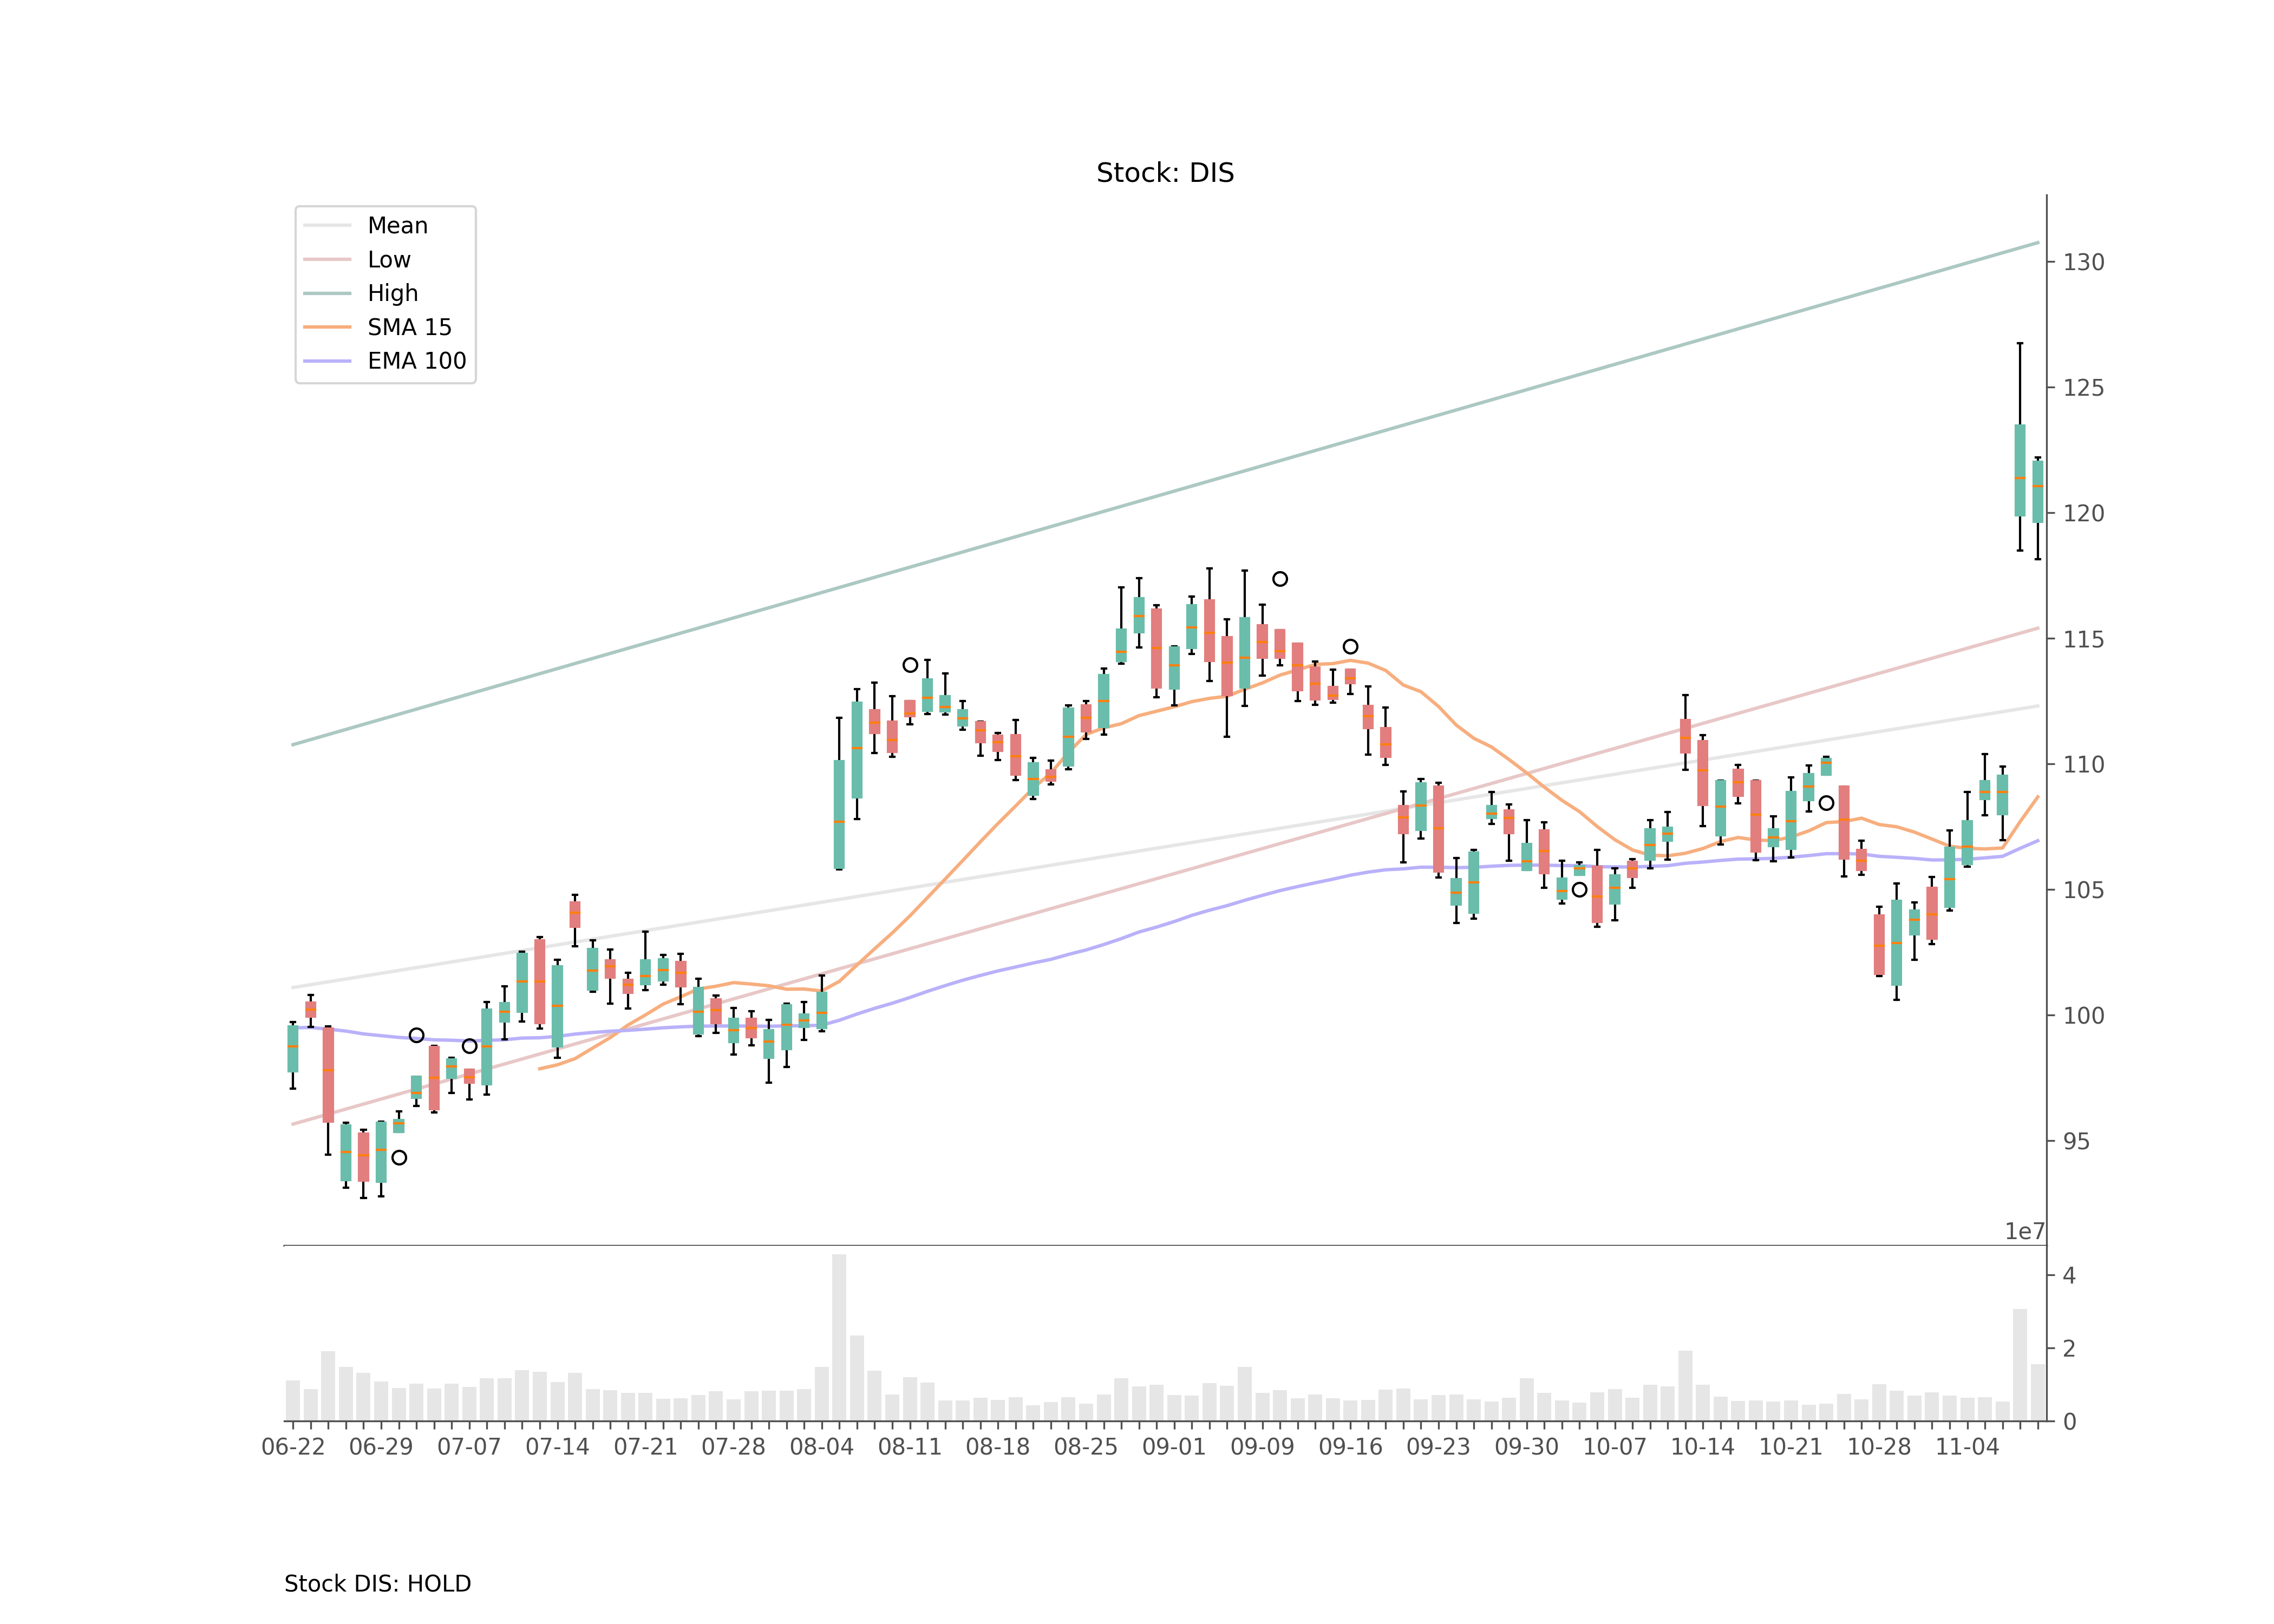 Stock: DIS
Mean
Low
High
SMA 15
EMA 100
130
125
120
115
110
105
100
95
1e7
4
2
0
06-22 06-29 07-07 07-14 07-21 07-28 08-04 08-11 08-18 08-25 09-01 09-09 09-16 09-23 09-30 10-07 10-14 10-21 10-28 11-04
Stock DIS: HOLD